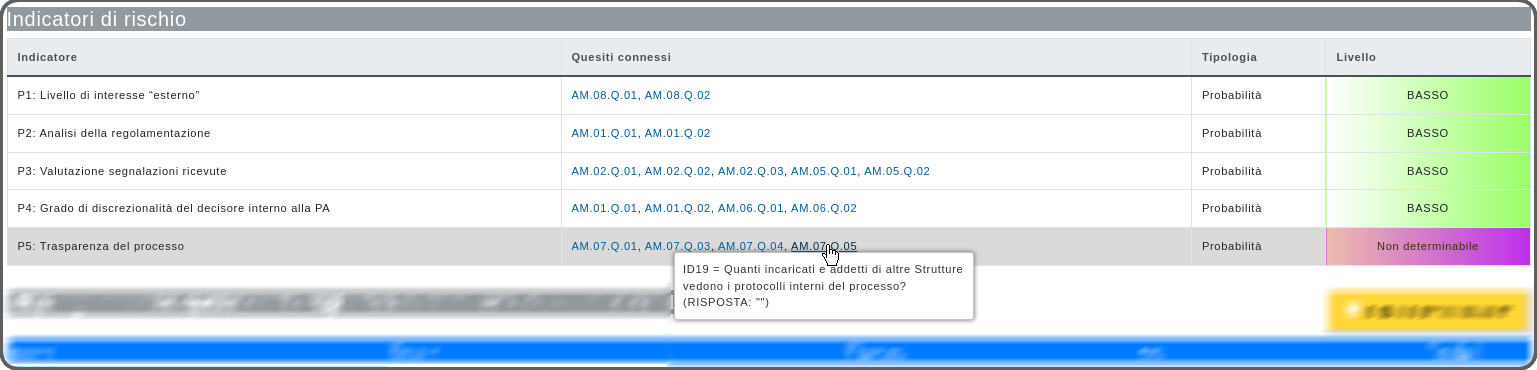 Indicatori di rischio
Indicatore Quesiti connessi Tipologia Livello
P1: Livello di interesse “esterno” AM.08.Q.01, AM.08.Q.02 Probabilità BASSO
P2: Analisi della regolamentazione AM.01.Q.01, AM.01.Q.02 Probabilità BASSO
P3: Valutazione segnalazioni ricevute AM.02.Q.01, AM.02.Q.02, AM.02.Q.03, AM.05.Q.01, AM.05.Q.02 Probabilità BASSO
P4: Grado di discrezionalità del decisore interno alla PA AM.01.Q.01, AM.01.Q.02, AM.06.Q.01, AM.06.Q.02 Probabilità BASSO
P5: Trasparenza del processo AM.07.Q.01, AM.07.Q.03, AM.07.Q.04, AM.07.Q.05 Probabilità Non determinabile
ID19 = Quanti incaricati e addetti di altre Strutture
vedono i protocolli interni del processo?
(RISPOSTA: "")